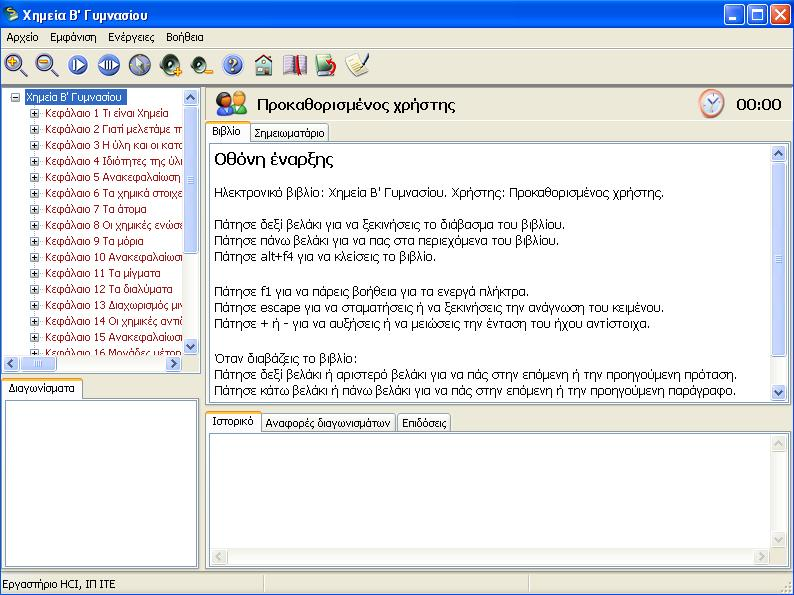 Χημεία Β' Γυμνασίου
Αρχείο Εμφάνιση Ενέργειες Βοήθεια
Χημεία Β' Γυμνασίου
Κεφάλαιο 1 Τι είναι Χημεία
Κεφάλαιο 2 Γιατί μελετάμε τη
Κεφάλαιο 3 Η ύλη και οι κατα
Κεφάλαιο 4 Ιδιότητες της ύλι
Κεφάλαιο 5 Ανακεφαλαίωση
Κεφάλαιο 6 Τα χημικά στοιχε
Κεφάλαιο 7 Τα άτομα
Κεφάλαιο 8 Οι χημικές ενώσε
Κεφάλαιο 9 Τα μόρια
Κεφάλαιο 10 Ανακεφαλαίωσι
Κεφάλαιο 11 Τα μίγματα
Κεφάλαιο 12 Τα διαλύματα
Κεφάλαιο 13 Διαχωρισμός μιν
Κεφάλαιο 14 Οι χημικές αντιδ
Κεφάλαιο 15 Ανακεφαλαίωσι
Κεφάλαιο 16 Μονάδες μέτρη
Διαγωνίσματα
Προκαθορισμένος χρήστης
00:00
Βιβλίο Σημειωματάριο
Οθόνη έναρξης
Ηλεκτρονικό βιβλίο: Χημεία Β' Γυμνασίου. Χρήστης: Προκαθορισμένος χρήστης.
Πάτησε δεξί βελάκι για να ξεκινήσεις το διάβασμα του βιβλίου.
Πάτησε πάνω βελάκι για να πας στα περιεχόμενα του βιβλίου.
Πάτησε alt+f4 για να κλείσεις το βιβλίο.
Πάτησε f1 για να πάρεις βοήθεια για τα ενεργά πλήκτρα.
Πάτησε escape για να σταματήσεις ή να ξεκινήσεις την ανάγνωση του κειμένου.
Πάτησε + ή - για να αυξήσεις ή να μειώσεις την ένταση του ήχου αντίστοιχα.
Όταν διαβάζεις το βιβλίο:
Πάτησε δεξί βελάκι ή αριστερό βελάκι για να πάς στην επόμενη ή την προηγούμενη πρόταση.
Πάτησε κάτω βελάκι ή πάνω βελάκι για να πάς στην επόμενη ή την προηγούμενη παράγραφο.
Ιστορικό Αναφορές διαγωνισμάτων Επιδόσεις
Εργαστήριο HCI, ΙΠ ΙΤΕ